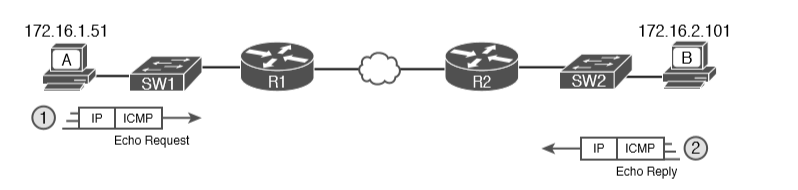 172.16.1.51
172.16.2.101
A
B
SW1
R1
R2
SW2
1
IP
ICMP
Echo Request
IP
ICMP
2
Echo Reply